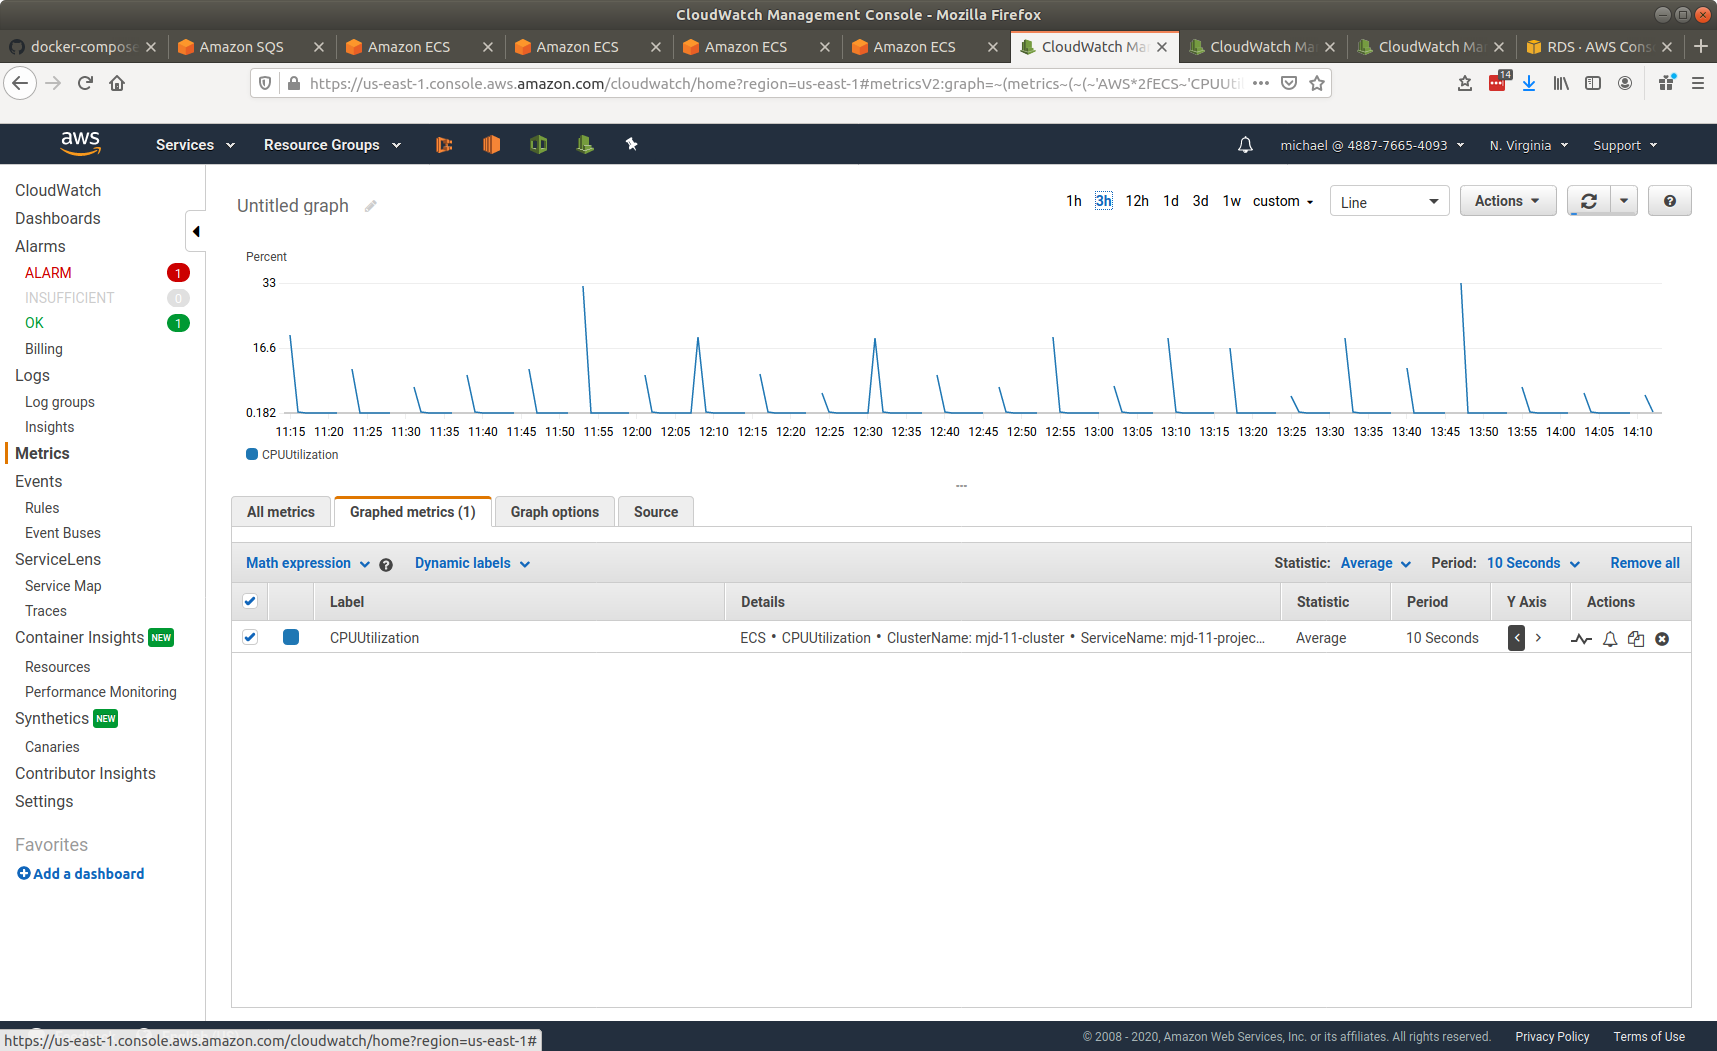 CloudWatch Management Console - Mozilla Firefox
docker-compose
Amazon SQS
Amazon ECS
Amazon ECS
Amazon ECS
Amazon ECS
CloudWatch Ma
CloudWatch Ma
CloudWatch Ma
RDS · AWS Cons
https://us-east-1.console.aws.amazon.com/cloudwatch/home?region=us-east-1#metricsV2:graph=~(metrics~(~(~'AWS*2fECS~'CPUUti
14
aws
Services
Resource Groups
michael @ 4887-7665-4093
N. Virginia
Support
CloudWatch
Dashboards
Alarms
ALARM 1
INSUFFICIENT 0
OK 1
Billing
Logs
Log groups
Insights
Metrics
Events
Rules
Event Buses
ServiceLens
Service Map
Traces
Container Insights NEW
Resources
Performance Monitoring
Synthetics NEW
Canaries
Contributor Insights
Settings
Favorites
Add a dashboard
Untitled graph
1h 3h 12h 1d 3d 1w custom
Line
Actions
Percent
33
16.6
0.182
11:15 11:20 11:25 11:30 11:35 11:40 11:45 11:50 11:55 12:00 12:05 12:10 12:15 12:20 12:25 12:30 12:35 12:40 12:45 12:50 12:55 13:00 13:05 13:10 13:15 13:20 13:25 13:30 13:35 13:40 13:45 13:50 13:55 14:00 14:05 14:10
CPUUtilization
All metrics
Graphed metrics (1)
Graph options
Source
Math expression
Dynamic labels
Statistic: Average
Period: 10 Seconds
Remove all
Label Details Statistic Period Y Axis Actions
CPUUtilization ECS • CPUUtilization • ClusterName: mjd-11-cluster • ServiceName: mjd-11-projec... Average 10 Seconds
https://us-east-1.console.aws.amazon.com/cloudwatch/home?region=us-east-1#
© 2008 - 2020, Amazon Web Services, Inc. or its affiliates. All rights reserved.
Privacy Policy
Terms of Use